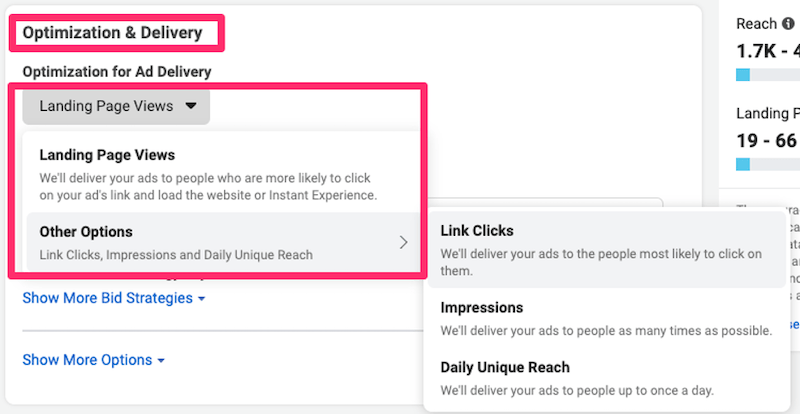 Optimization & Delivery
Optimization for Ad Delivery
Landing Page Views
Landing Page Views
We'll deliver your ads to people who are more likely to click
on your ad's link and load the website or Instant Experience.
Other Options
Link Clicks, Impressions and Daily Unique Reach
Show More Bid Strategies
Show More Options
Link Clicks
We'll deliver your ads to the people most likely to click on
them.
Impressions
We'll deliver your ads to people as many times as possible.
Daily Unique Reach
We'll deliver your ads to people up to once a day.
Reach
1.7K - 4
Landing P
19 - 66